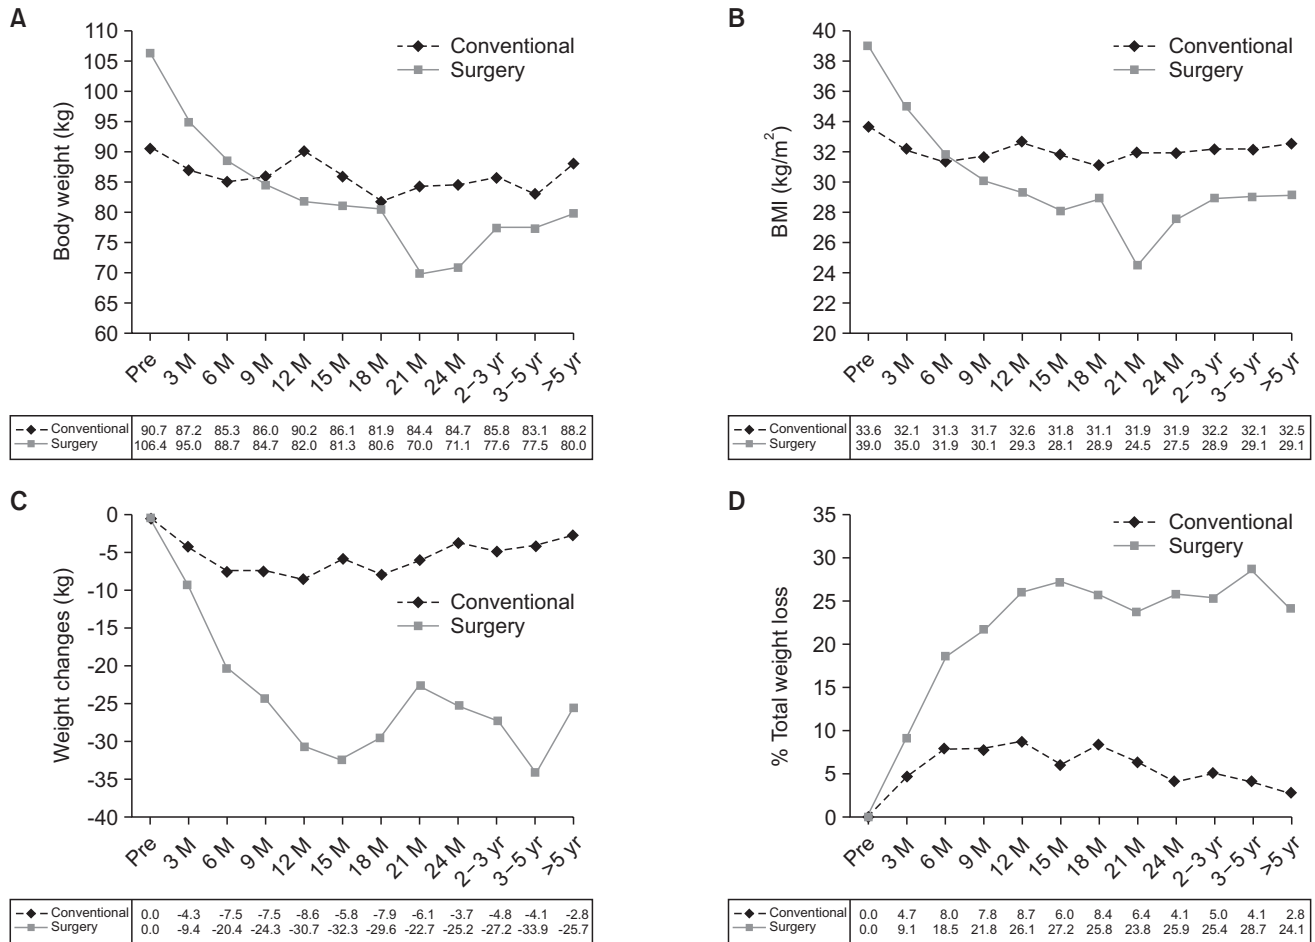 A
110
105
100
95
90
85
80
75
70
65
60
Body weight (kg)
Conventional
Surgery
Pre 3 M 6 M 9 M 12 M 15 M 18 M 21 M 24 M 2–3 yr 3–5 yr >5 yr
Conventional 90.7 87.2 85.3 86.0 90.2 86.1 81.9 84.4 84.7 85.8 83.1 88.2
Surgery 106.4 95.0 88.7 84.7 82.0 81.3 80.6 70.0 71.1 77.6 77.5 80.0
B
40
38
36
34
32
30
28
26
24
22
20
BMI (kg/m²)
Conventional
Surgery
Pre 3 M 6 M 9 M 12 M 15 M 18 M 21 M 24 M 2–3 yr 3–5 yr >5 yr
Conventional 33.6 32.1 31.3 31.7 32.6 31.8 31.1 31.9 31.9 32.2 32.1 32.5
Surgery 39.0 35.0 31.9 30.1 29.3 28.1 28.9 24.5 27.5 28.9 29.1 29.1
C
0
-5
-10
-15
-20
-25
-30
-35
-40
Weight changes (kg)
Conventional
Surgery
Pre 3 M 6 M 9 M 12 M 15 M 18 M 21 M 24 M 2–3 yr 3–5 yr >5 yr
Conventional 0.0 -4.3 -7.5 -7.5 -8.6 -5.8 -7.9 -6.1 -3.7 -4.8 -4.1 -2.8
Surgery 0.0 -9.4 -20.4 -24.3 -30.7 -32.3 -29.6 -22.7 -25.2 -27.2 -33.9 -25.7
D
35
30
25
20
15
10
5
0
% Total weight loss
Conventional
Surgery
Pre 3 M 6 M 9 M 12 M 15 M 18 M 21 M 24 M 2–3 yr 3–5 yr >5 yr
Conventional 0.0 4.7 8.0 7.8 8.7 6.0 8.4 6.4 4.1 5.0 4.1 2.8
Surgery 0.0 9.1 18.5 21.8 26.1 27.2 25.8 23.8 25.9 25.4 28.7 24.1